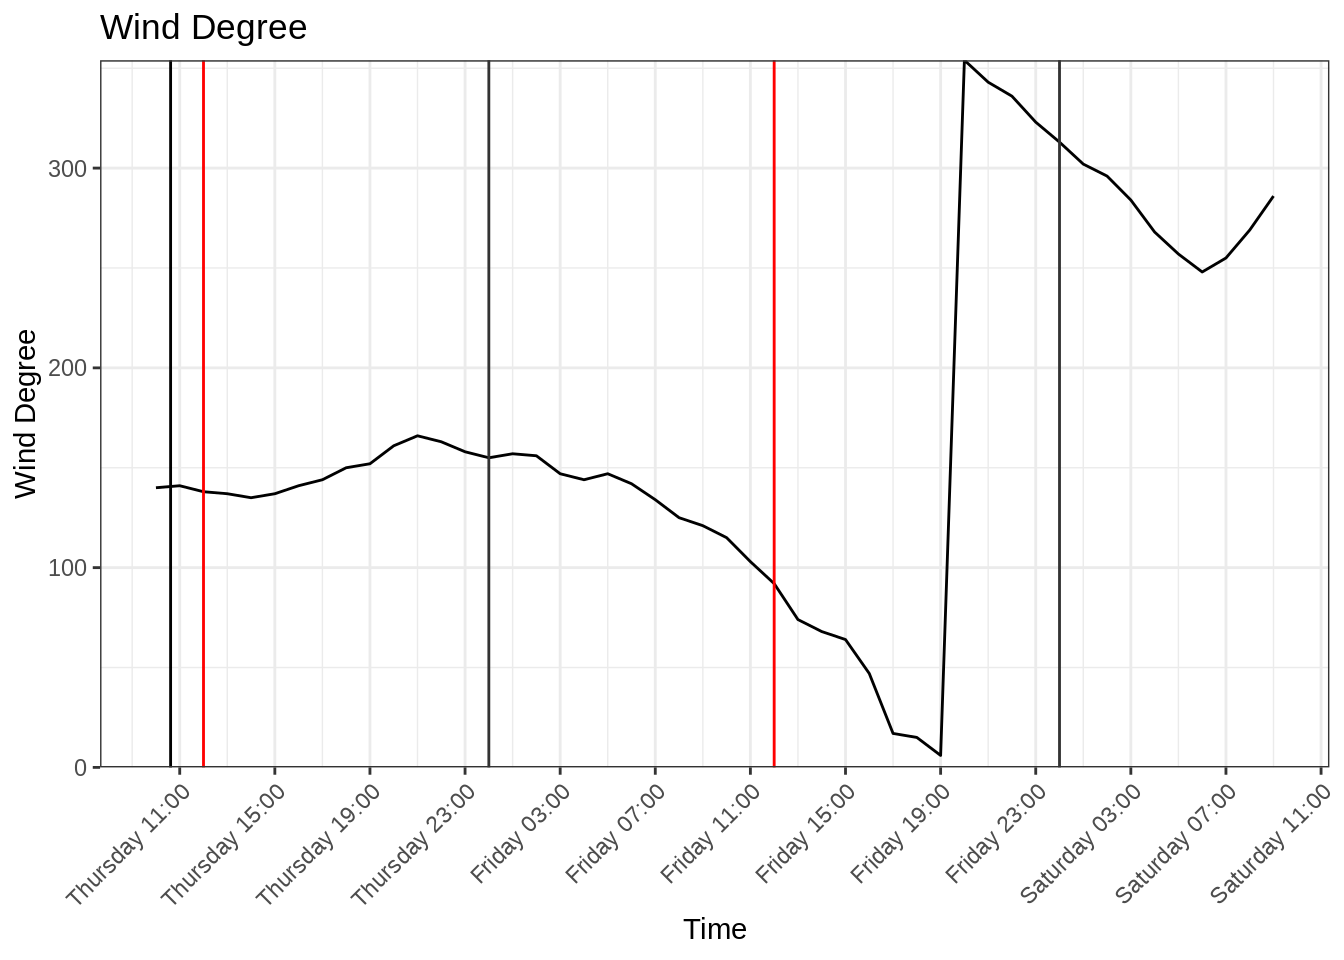 Wind Degree
Wind Degree
300
200
100
0
Thursday 11:00
Thursday 15:00
Thursday 19:00
Thursday 23:00
Friday 03:00
Friday 07:00
Friday 11:00
Friday 15:00
Friday 19:00
Friday 23:00
Saturday 03:00
Saturday 07:00
Saturday 11:00
Time